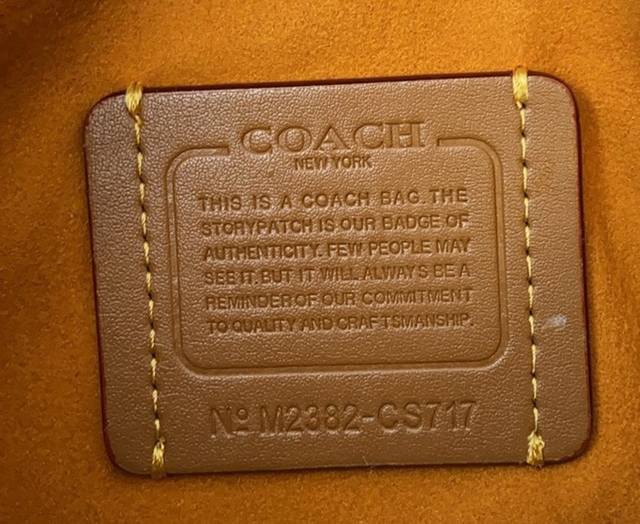 COACH
NEW YORK
THIS IS A COACH BAG. THE
STORYPATCH IS OUR BADGE OF
AUTHENTICITY. FEW PEOPLE MAY
SEE IT. BUT IT WILL ALWAYS BE A
REMINDER OF OUR COMMITMENT
TO QUALITY AND CRAFTSMANSHIP.
Nº M2382-CS717